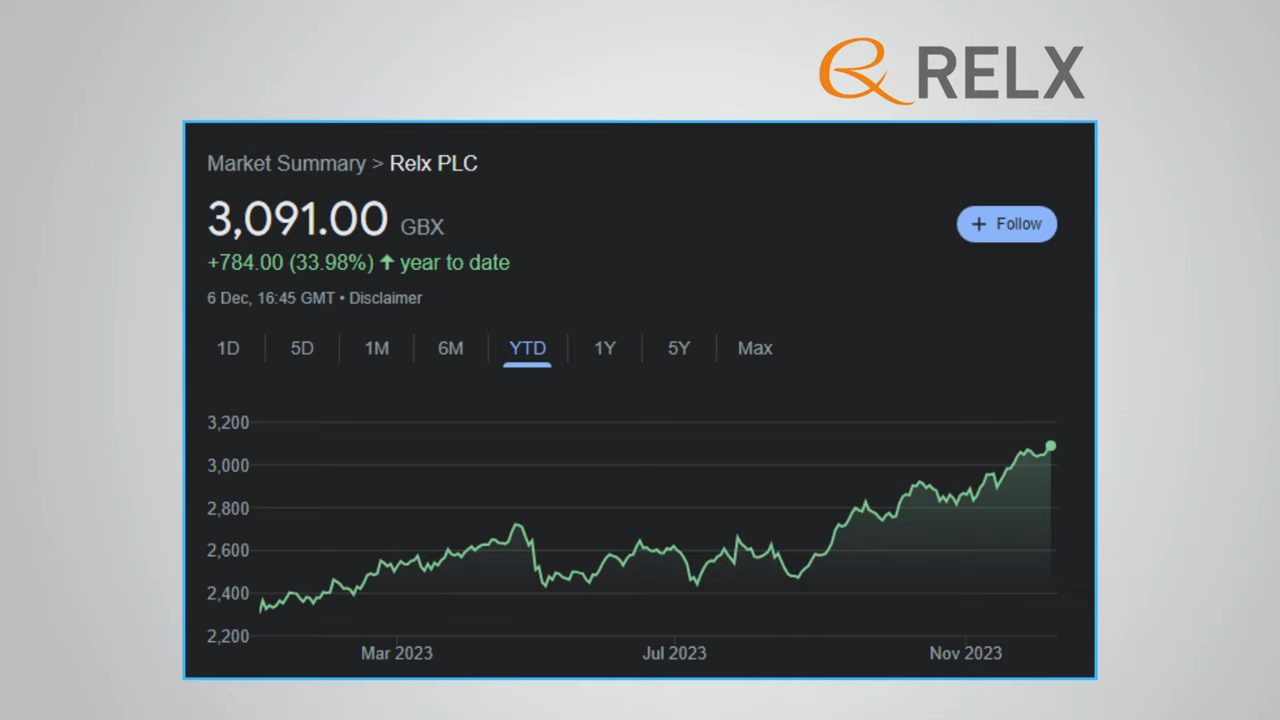 RELX
Market Summary > Relx PLC
3,091.00 GBX
+ Follow
+784.00 (33.98%) ↑ year to date
6 Dec, 16:45 GMT • Disclaimer
1D 5D 1M 6M YTD 1Y 5Y Max
3,200
3,000
2,800
2,600
2,400
2,200
Mar 2023 Jul 2023 Nov 2023